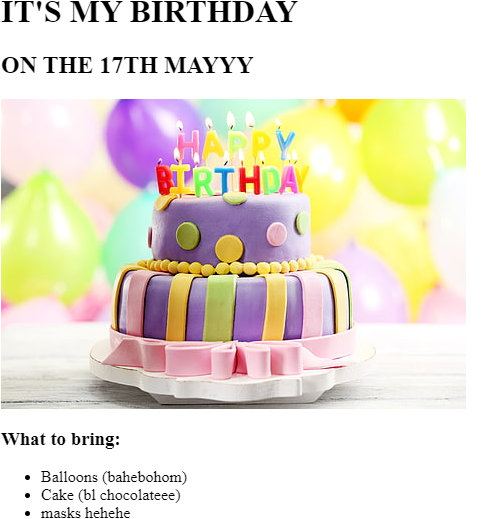 IT'S MY BIRTHDAY
ON THE 17TH MAYYY
HAPPY
BIRTHDAY
What to bring:
Balloons (bahebohom)
Cake (bl chocolateee)
masks hehehe